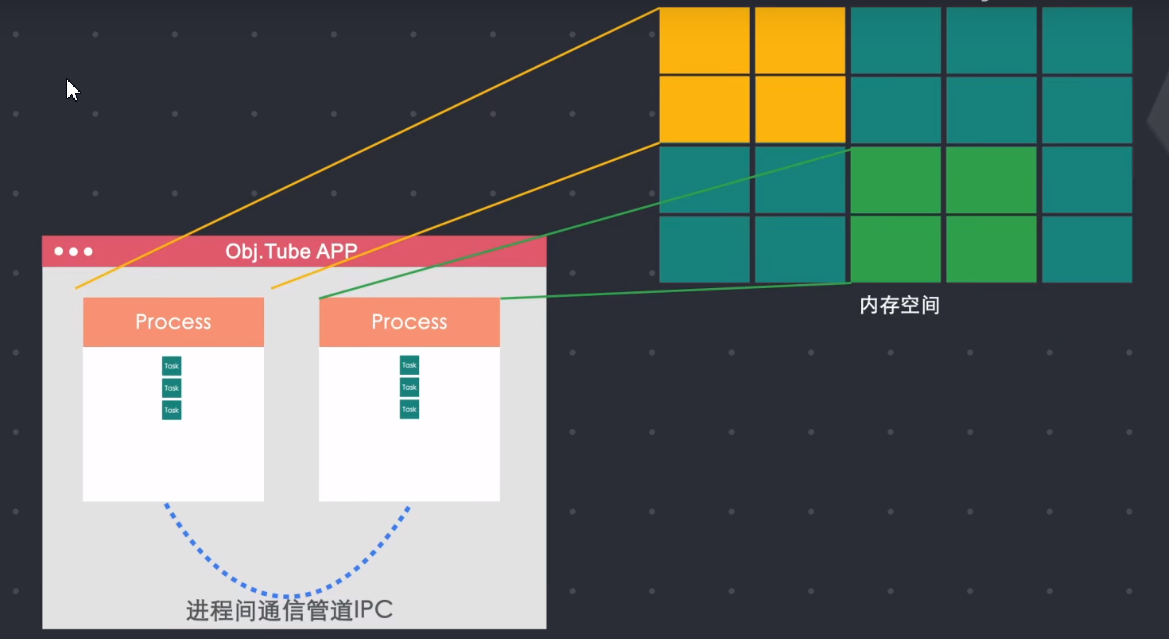 Obj.Tube APP
Process
Process
Task
Task
Task
Task
Task
Task
内存空间
进程间通信管道IPC